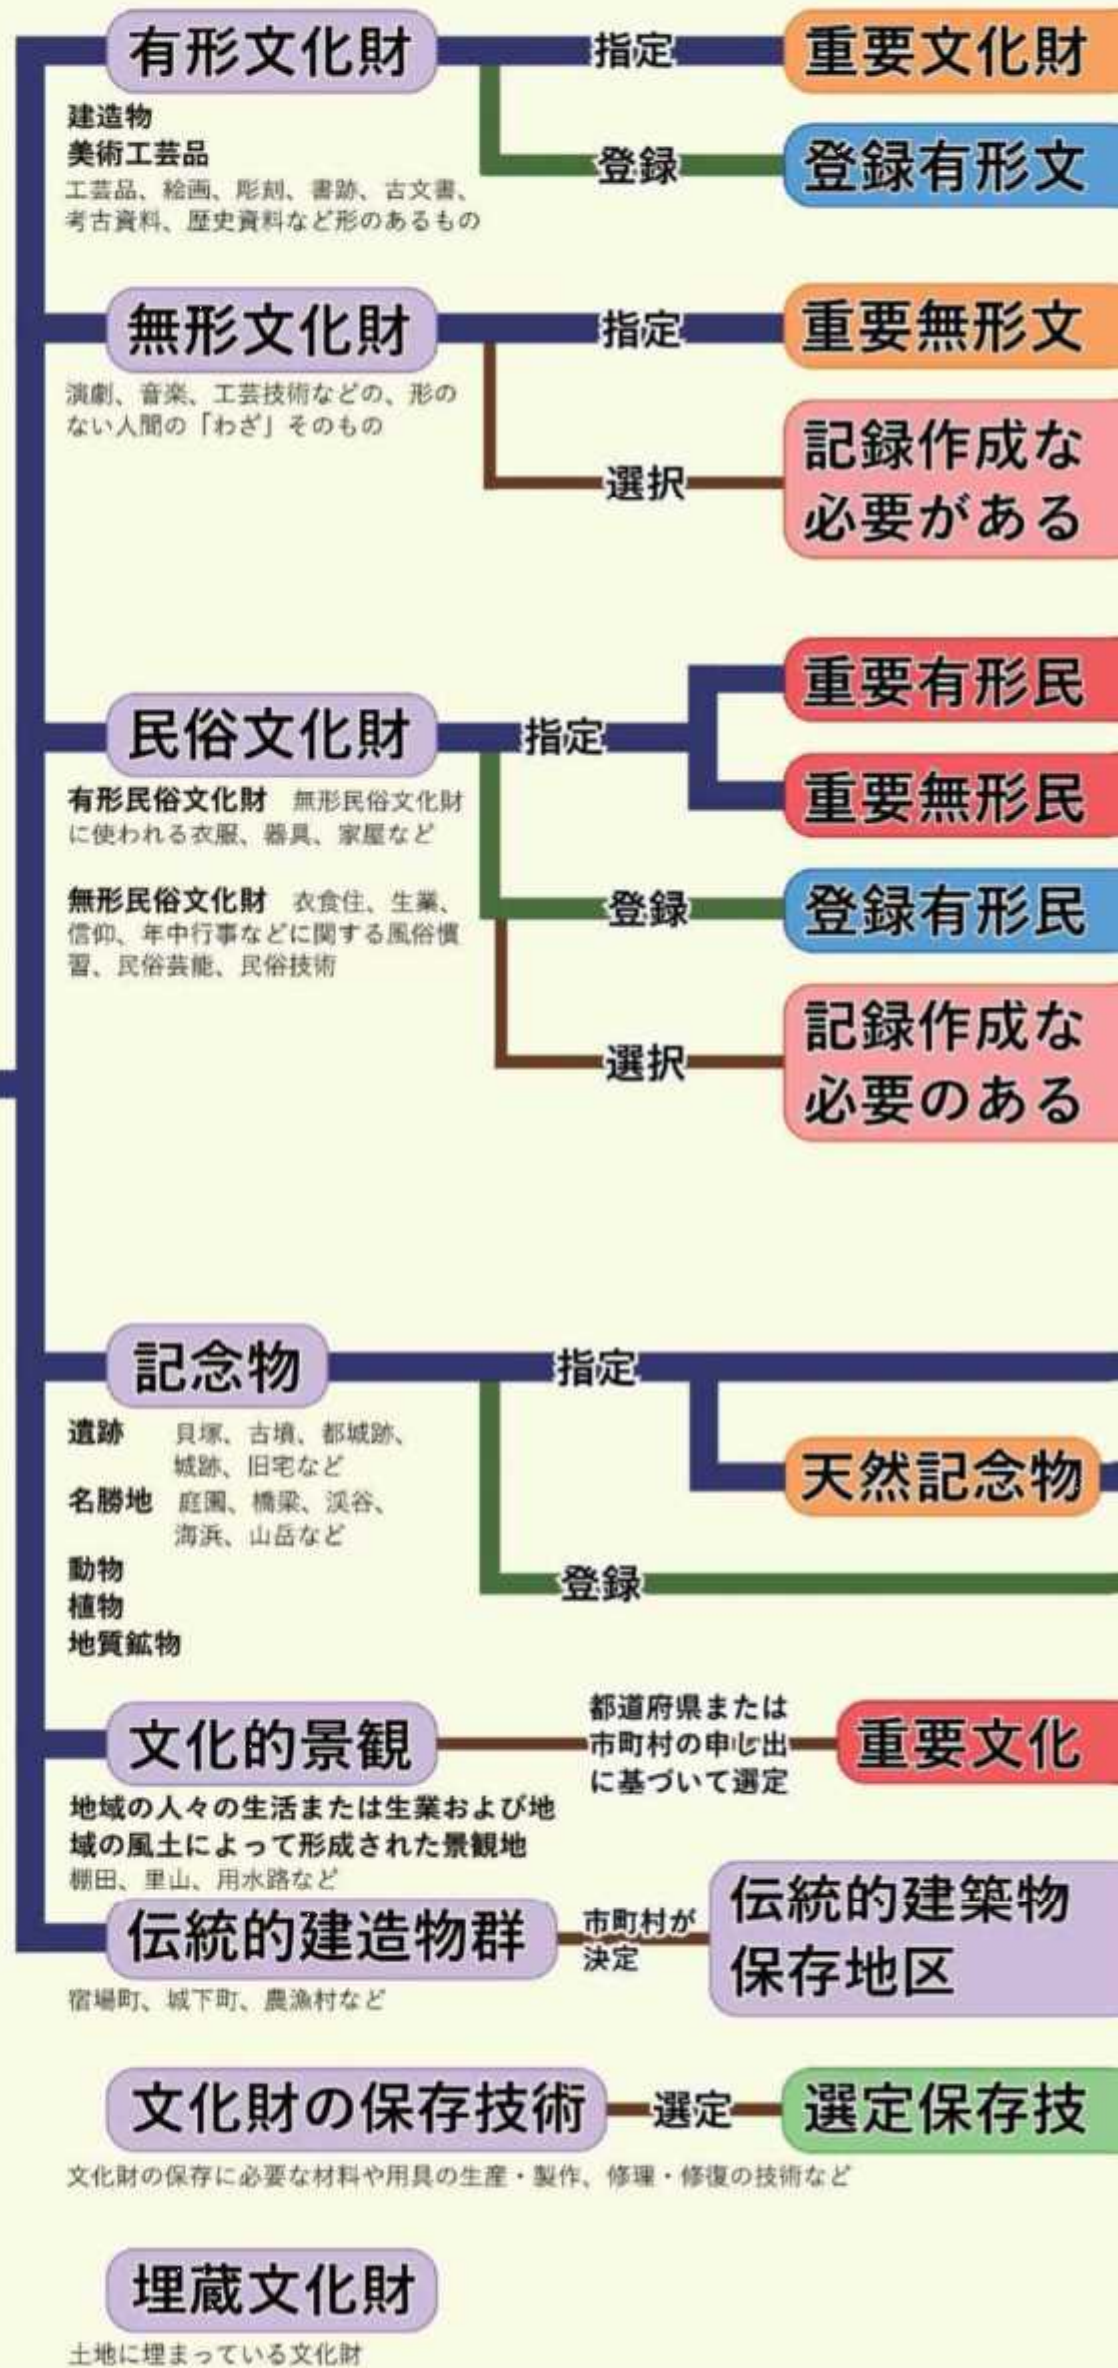 有形文化財
指定
重要文化財
建造物
美術工芸品
工芸品、絵画、彫刻、書跡、古文書、
考古資料、歴史資料など形のあるもの
登録
登録有形文
無形文化財
指定
重要無形文
演劇、音楽、工芸技術などの、形の
ない人間の「わざ」そのもの
選択
記録作成な
必要がある
民俗文化財
指定
重要有形民
重要無形民
有形民俗文化財 無形民俗文化財
に使われる衣服、器具、家屋など
無形民俗文化財 衣食住、生業、
信仰、年中行事などに関する風俗慣
習、民俗芸能、民俗技術
登録
登録有形民
選択
記録作成な
必要のある
記念物
指定
遺跡 貝塚、古墳、都城跡、
城跡、旧宅など
名勝地 庭園、橋梁、渓谷、
海浜、山岳など
動物
植物
地質鉱物
天然記念物
登録
文化的景観
都道府県または
市町村の申し出
に基づいて選定
重要文化
地域の人々の生活または生業および地
域の風土によって形成された景観地
棚田、里山、用水路など
伝統的建造物群
市町村が
決定
伝統的建築物
保存地区
宿場町、城下町、農漁村など
文化財の保存技術
選定
選定保存技
文化財の保存に必要な材料や用具の生産・製作、修理・修復の技術など
埋蔵文化財
土地に埋まっている文化財